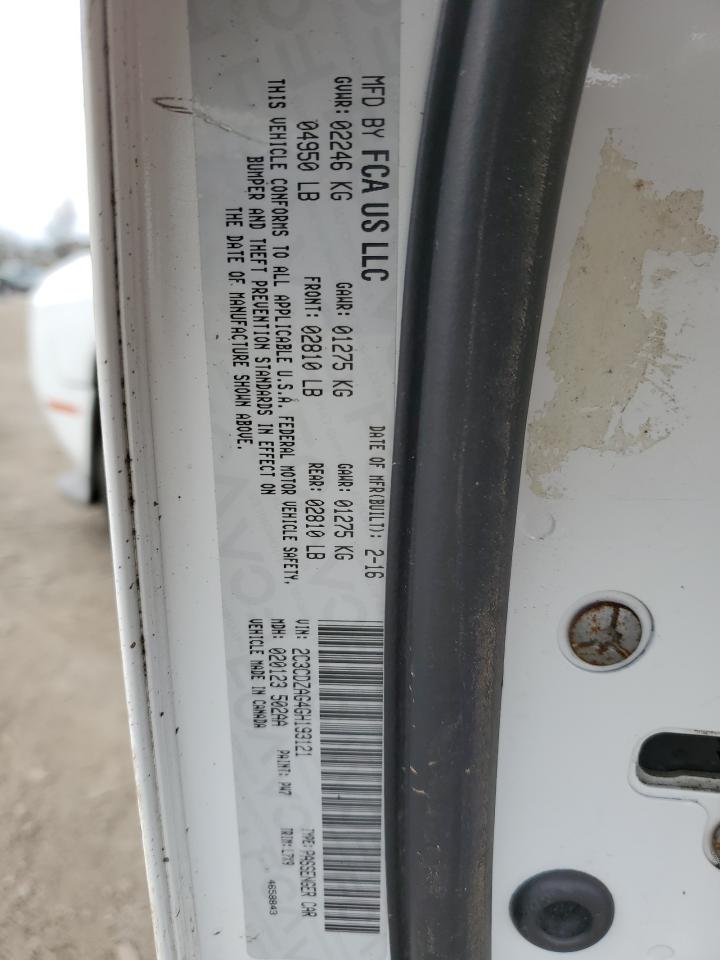 MFD BY FCA US LLC
DATE OF MFR(BUILT): 2-16
GVWR: 02246 KG GAWR: 01275 KG GAWR: 01275 KG
04950 LB FRONT: 02810 LB REAR: 02810 LB
THIS VEHICLE CONFORMS TO ALL APPLICABLE U.S.A. FEDERAL MOTOR VEHICLE SAFETY,
BUMPER AND THEFT PREVENTION STANDARDS IN EFFECT ON
THE DATE OF MANUFACTURE SHOWN ABOVE.
VIN: 2C3CDZAG4GH193121 TYPE: PASSENGER CAR
MDH: 020123 502AA PAINT: PW7 TRIM: L7X9
VEHICLE MADE IN CANADA 4658843